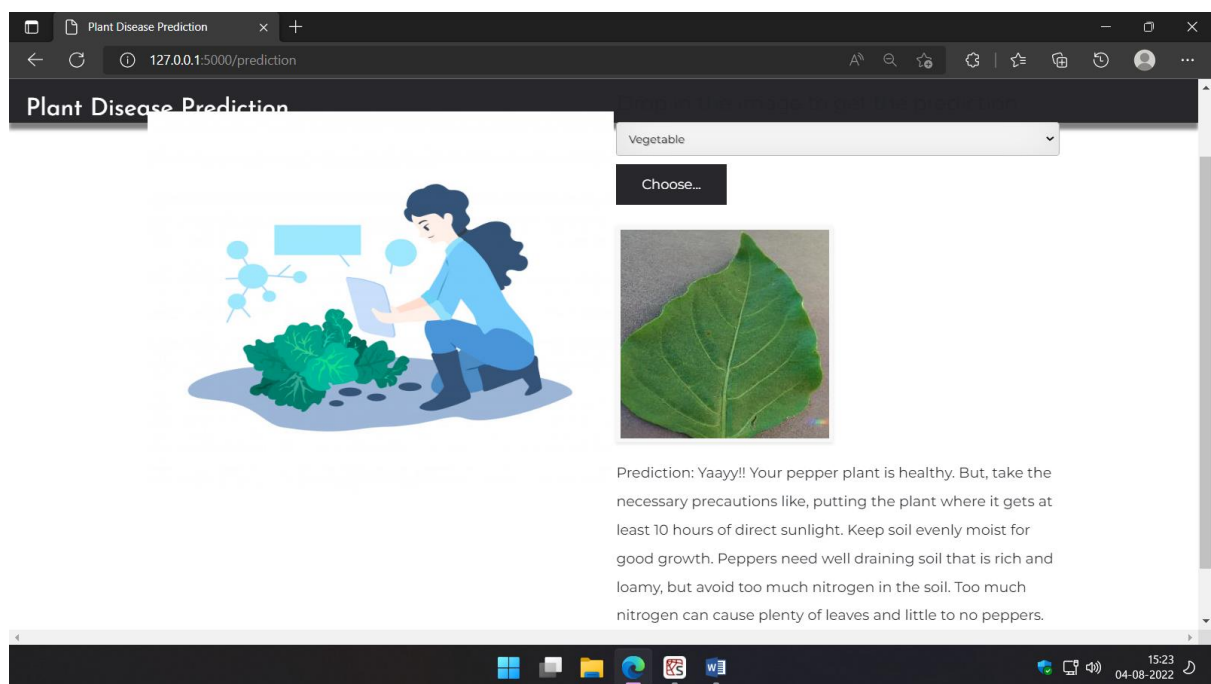 Plant Disease Prediction
127.0.0.1:5000/prediction
Plant Disease Prediction
Vegetable
Choose...
Prediction: Yaayy!! Your pepper plant is healthy. But, take the
necessary precautions like, putting the plant where it gets at
least 10 hours of direct sunlight. Keep soil evenly moist for
good growth. Peppers need well draining soil that is rich and
loamy, but avoid too much nitrogen in the soil. Too much
nitrogen can cause plenty of leaves and little to no peppers.
15:23
04-08-2022